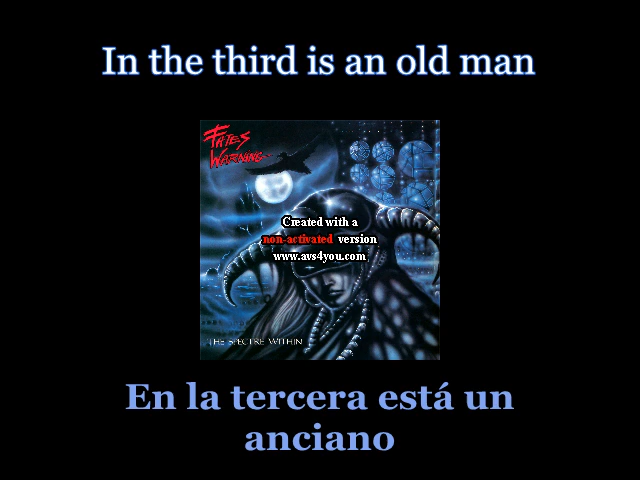 In the third is an old man
FATES
WARNING
Created with a
non-activated version
www.avs4you.com
THE SPECTRE WITHIN
En la tercera está un
anciano